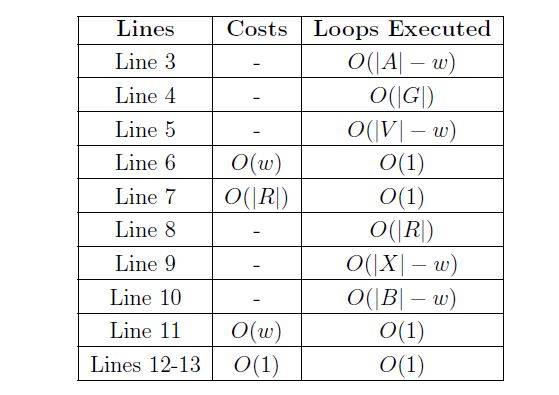 Lines Costs Loops Executed
Line 3 - O(|A| − w)
Line 4 - O(|G|)
Line 5 - O(|V| − w)
Line 6 O(w) O(1)
Line 7 O(|R|) O(1)
Line 8 - O(|R|)
Line 9 - O(|X| − w)
Line 10 - O(|B| − w)
Line 11 O(w) O(1)
Lines 12-13 O(1) O(1)